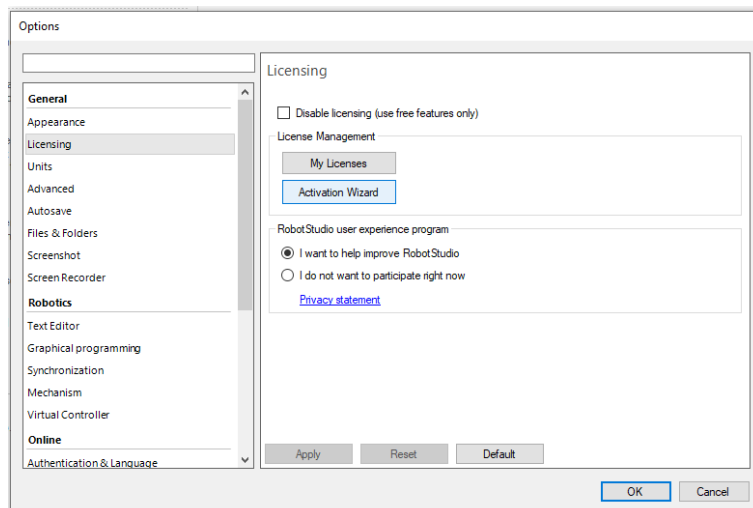 Options
General
Appearance
Licensing
Units
Advanced
Autosave
Files & Folders
Screenshot
Screen Recorder
Robotics
Text Editor
Graphical programming
Synchronization
Mechanism
Virtual Controller
Online
Authentication & Language
Licensing
Disable licensing (use free features only)
License Management
My Licenses
Activation Wizard
RobotStudio user experience program
I want to help improve RobotStudio
I do not want to participate right now
Privacy statement
Apply Reset Default
OK Cancel